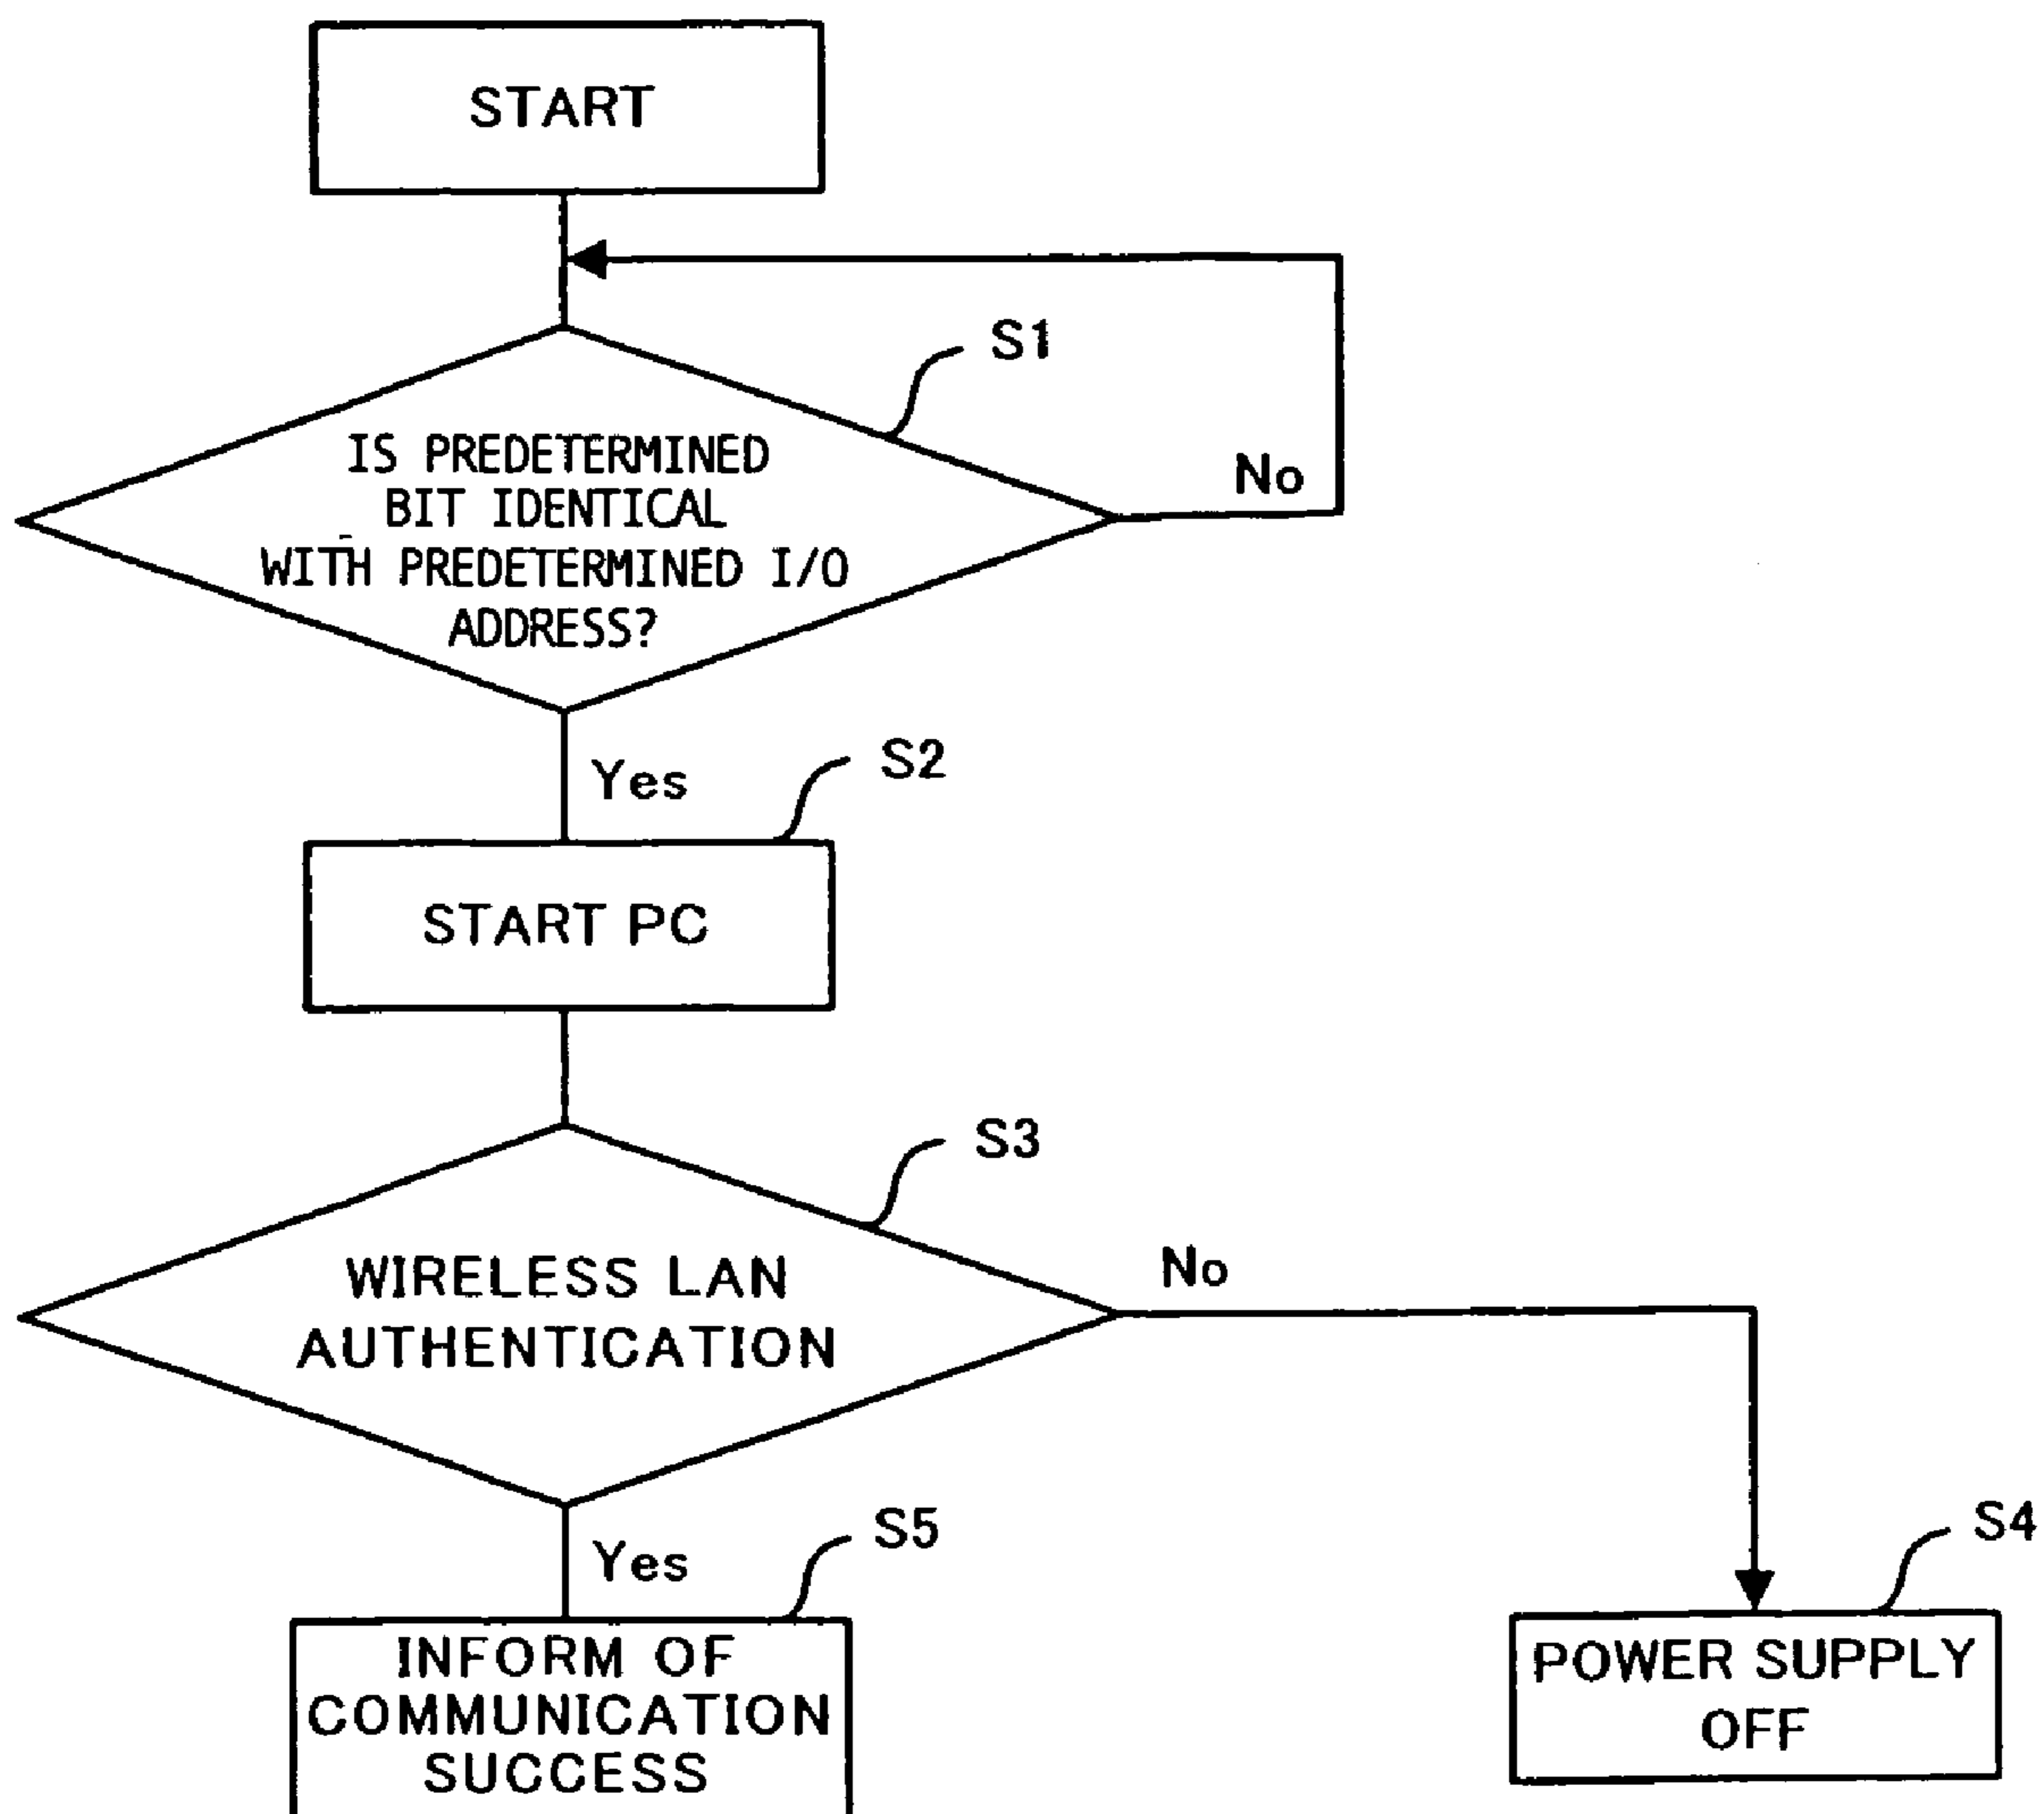 START
S1
IS PREDETERMINED
BIT IDENTICAL
WITH PREDETERMINED I/O
ADDRESS?
No
Yes
S2
START PC
S3
WIRELESS LAN
AUTHENTICATION
No
Yes
S5
INFORM OF
COMMUNICATION
SUCCESS
S4
POWER SUPPLY
OFF